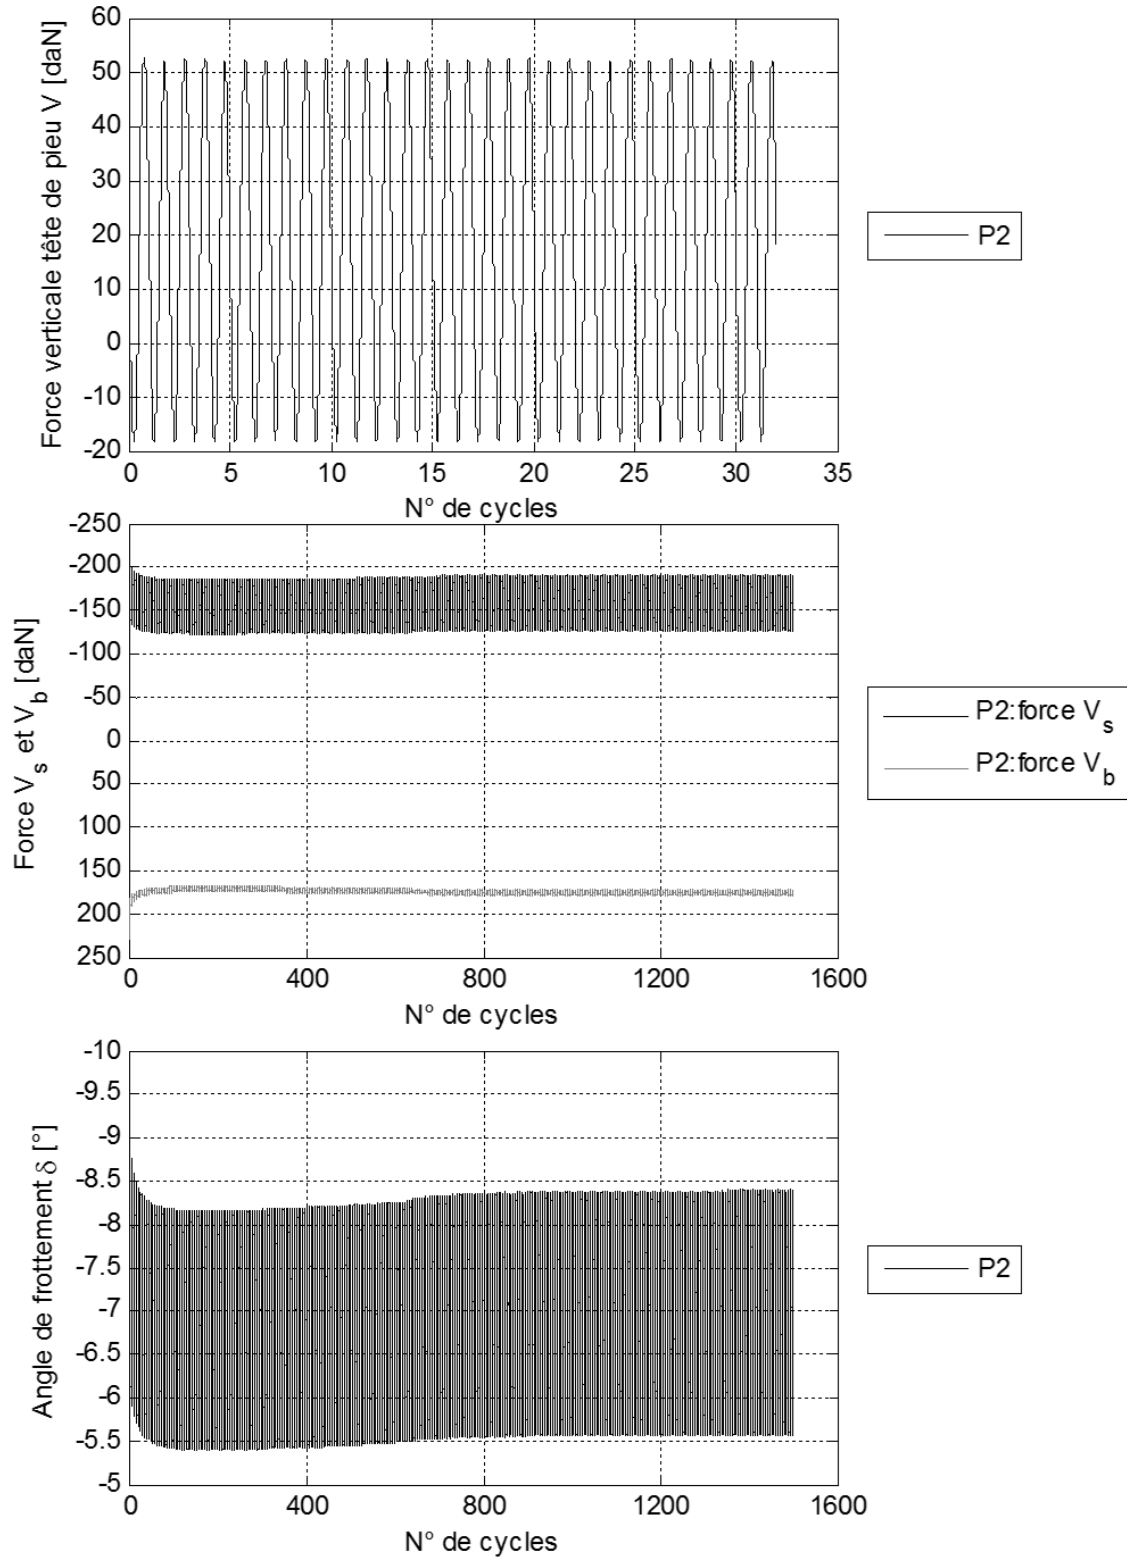 Force verticale tête de pieu V [daN]
60
50
40
30
20
10
0
-10
-20
0 5 10 15 20 25 30 35
N° de cycles
P2
Force V_s et V_b [daN]
-250
-200
-150
-100
-50
0
50
100
150
200
250
0 400 800 1200 1600
N° de cycles
P2:force V_s
P2:force V_b
Angle de frottement δ [°]
-10
-9.5
-9
-8.5
-8
-7.5
-7
-6.5
-6
-5.5
-5
0 400 800 1200 1600
N° de cycles
P2